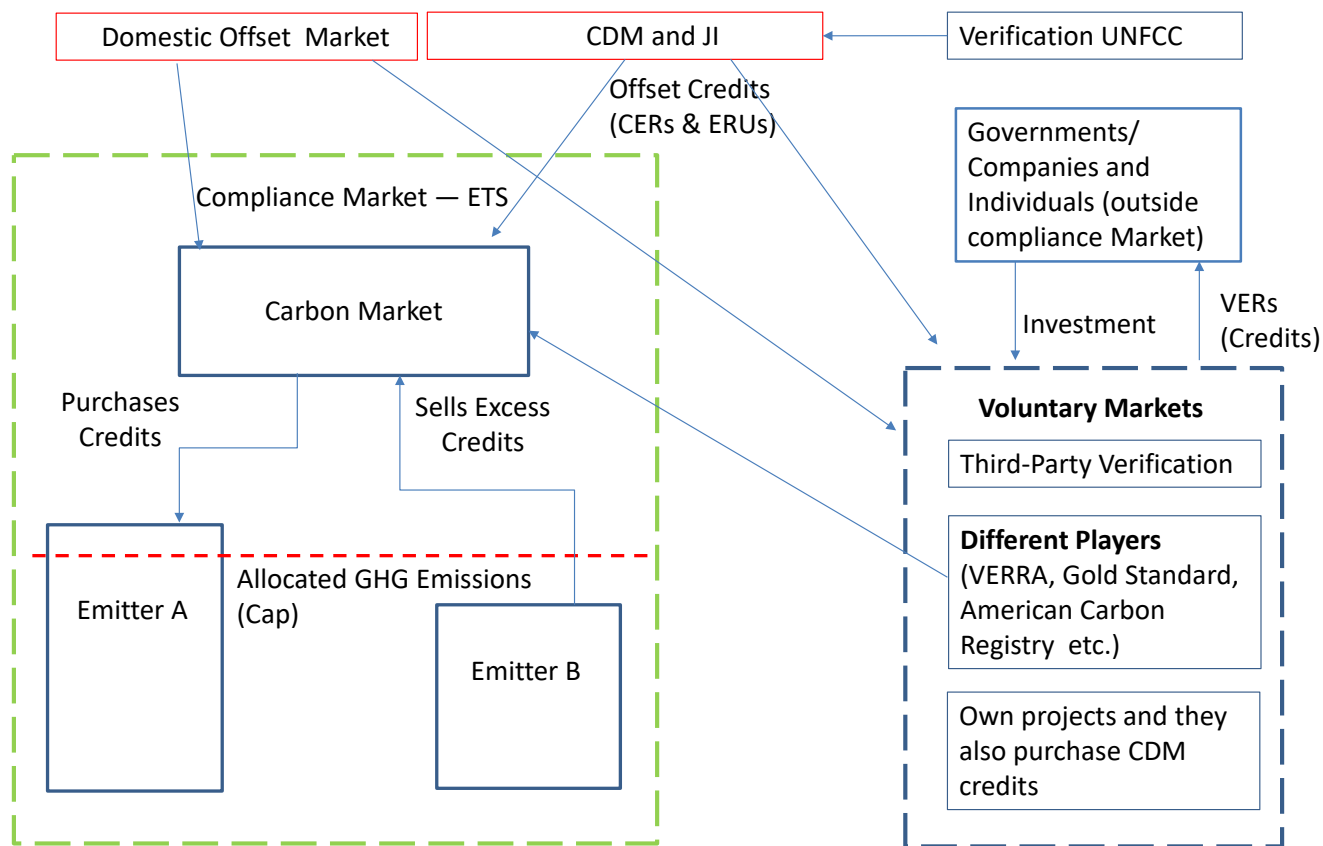 Domestic Offset Market
CDM and JI
Verification UNFCC
Offset Credits
(CERs & ERUs)
Governments/
Companies and
Individuals (outside
compliance Market)
Compliance Market — ETS
Carbon Market
Investment
VERs
(Credits)
Purchases
Credits
Sells Excess
Credits
Voluntary Markets
Third-Party Verification
Different Players
(VERRA, Gold Standard,
American Carbon
Registry etc.)
Allocated GHG Emissions
(Cap)
Emitter A
Emitter B
Own projects and they
also purchase CDM
credits